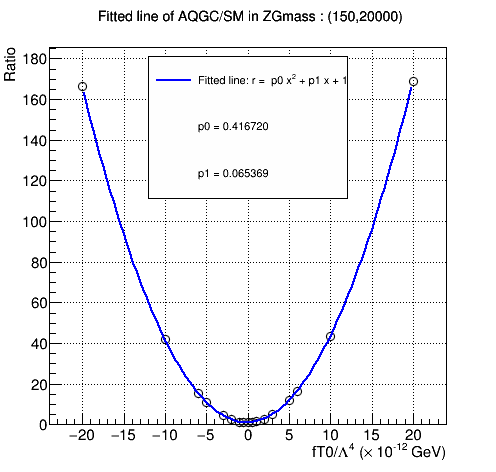 Fitted line of AQGC/SM in ZGmass : (150,20000)
Ratio
180
160
140
120
100
80
60
40
20
0
Fitted line: r = p0 x² + p1 x + 1
p0 = 0.416720
p1 = 0.065369
−20 −15 −10 −5 0 5 10 15 20
fT0/Λ⁴ (× 10⁻¹² GeV)